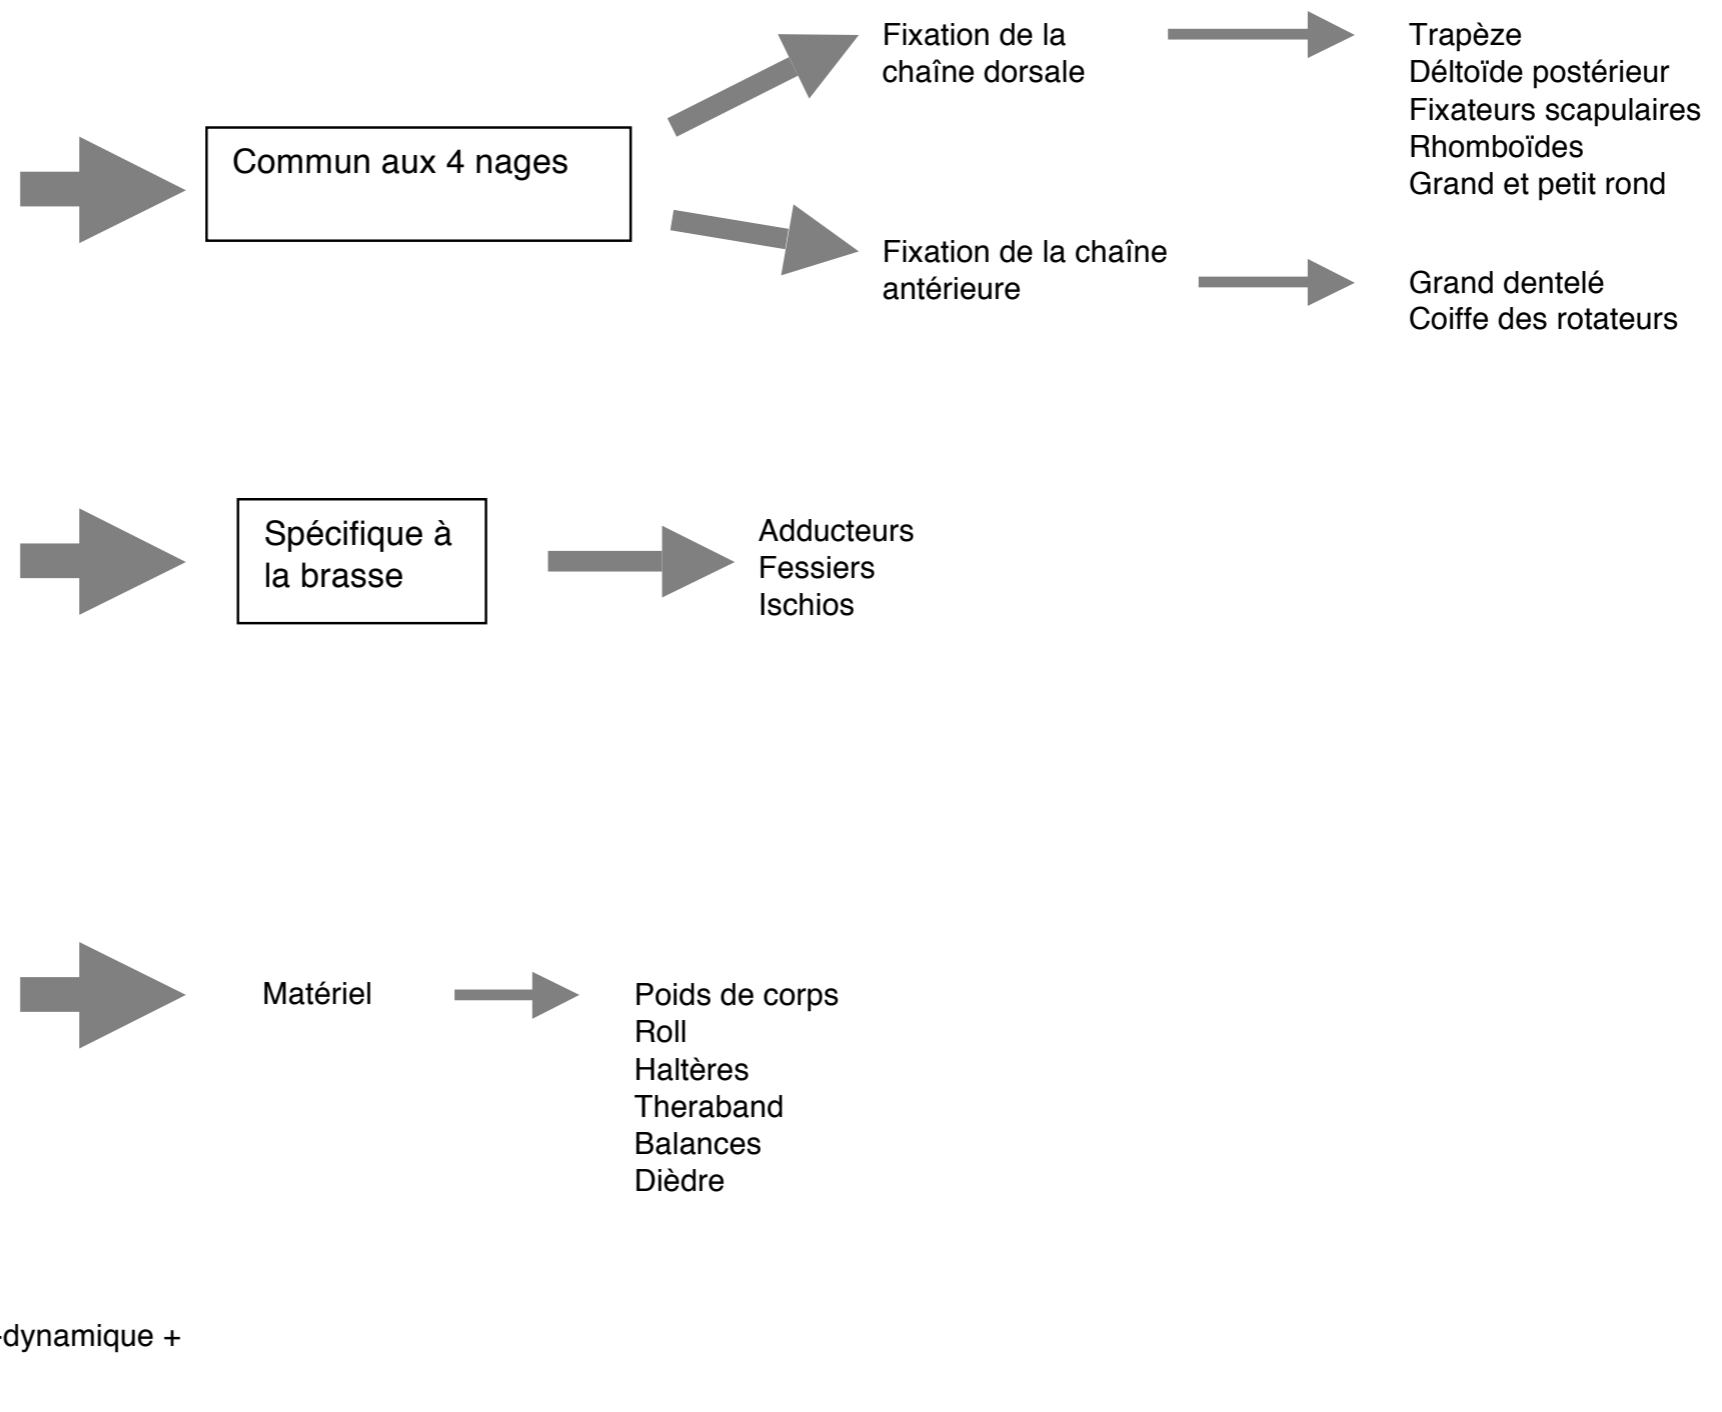 Fixation de la
chaîne dorsale
Trapèze
Déltoïde postérieur
Fixateurs scapulaires
Rhomboïdes
Grand et petit rond
Commun aux 4 nages
Fixation de la chaîne
antérieure
Grand dentelé
Coiffe des rotateurs
Spécifique à
la brasse
Adducteurs
Fessiers
Ischios
Matériel
Poids de corps
Roll
Haltères
Theraband
Balances
Dièdre
-dynamique +